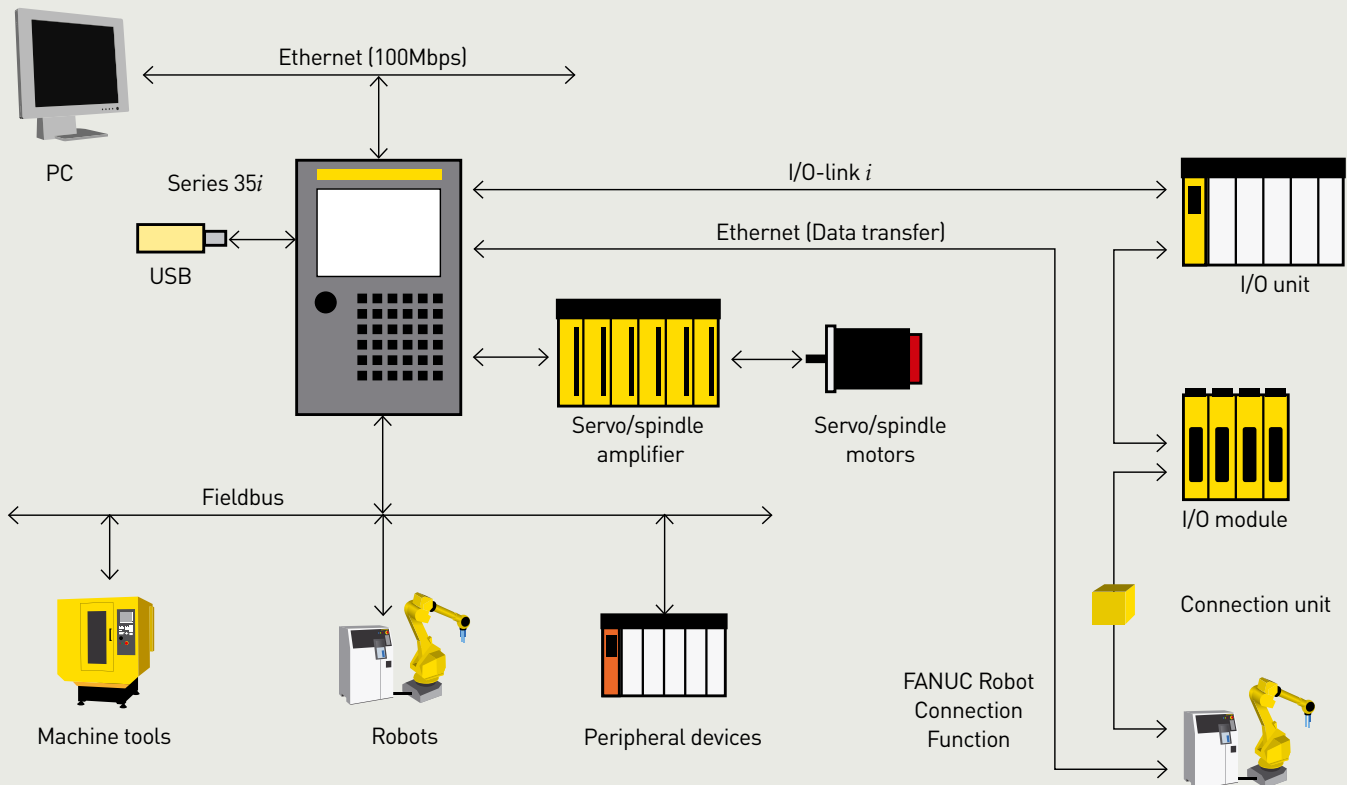 Ethernet (100Mbps)
PC
Series 35i
I/O-link i
Ethernet (Data transfer)
USB
I/O unit
Servo/spindle
amplifier
Servo/spindle
motors
Fieldbus
I/O module
Connection unit
FANUC Robot
Connection
Function
Machine tools
Robots
Peripheral devices